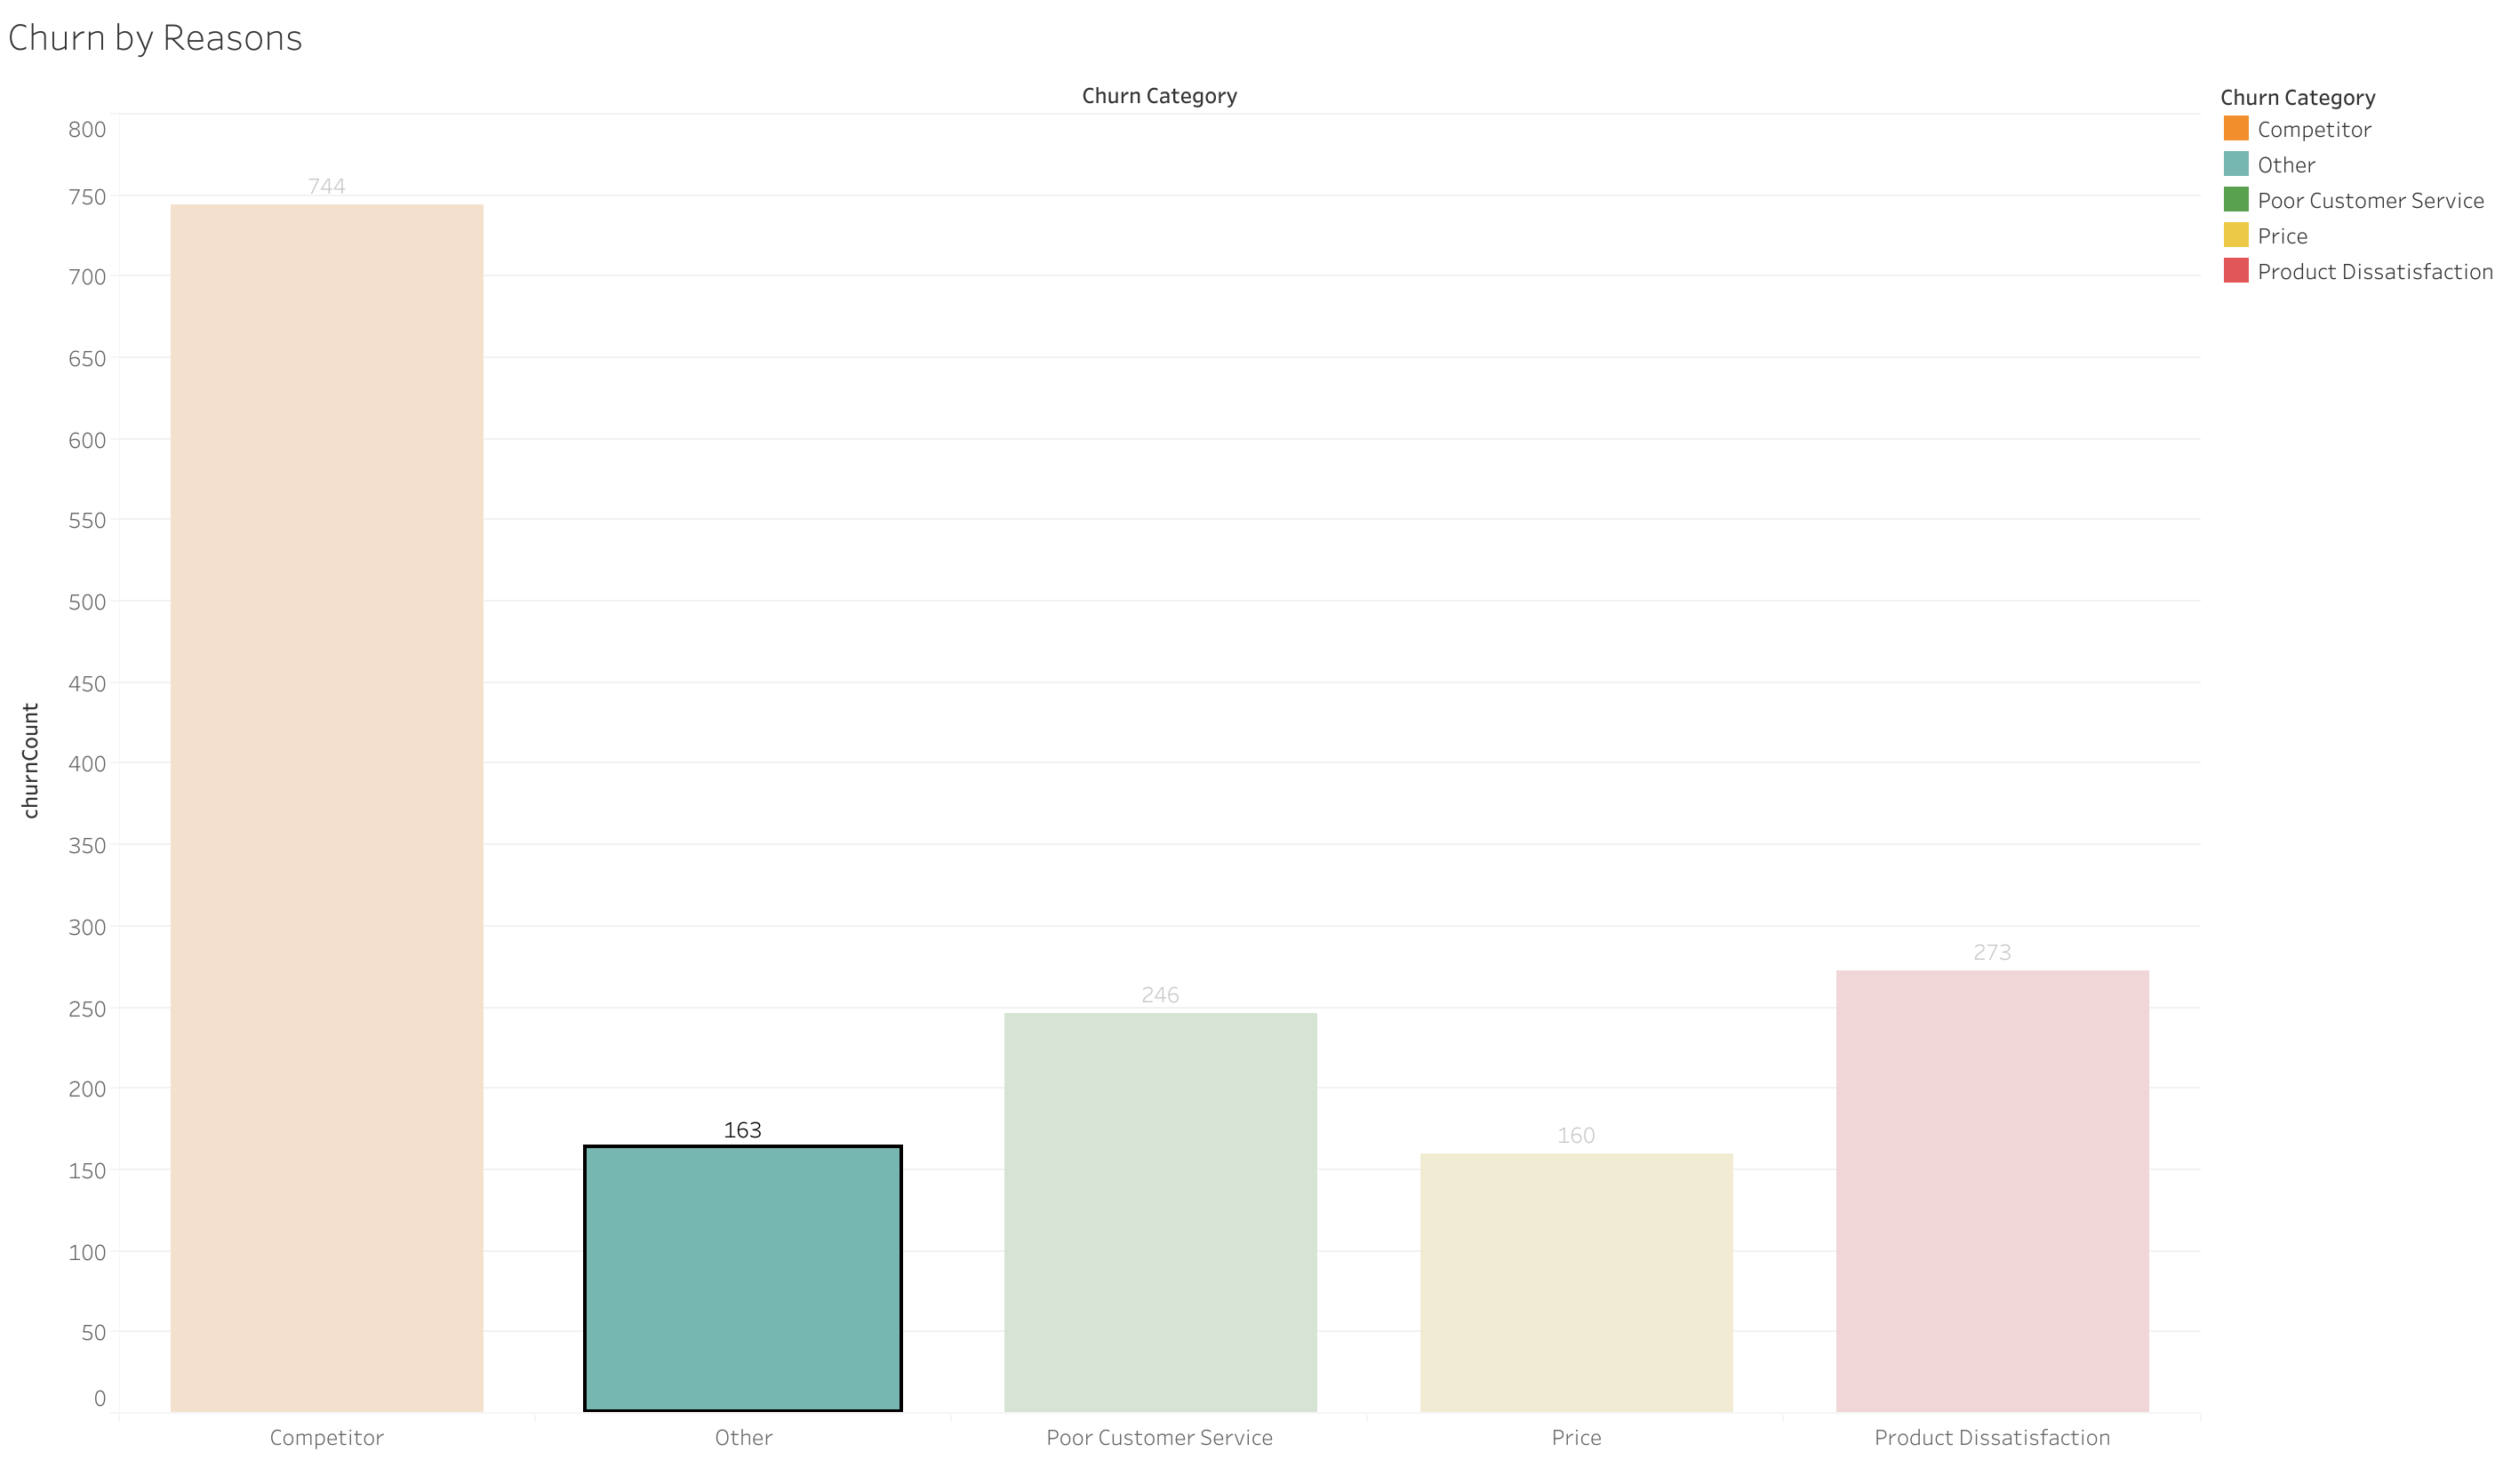 Churn by Reasons
Churn Category
Churn Category
Competitor
Other
Poor Customer Service
Price
Product Dissatisfaction
churnCount
800
750
700
650
600
550
500
450
400
350
300
250
200
150
100
50
0
744
163
246
160
273
Competitor
Other
Poor Customer Service
Price
Product Dissatisfaction